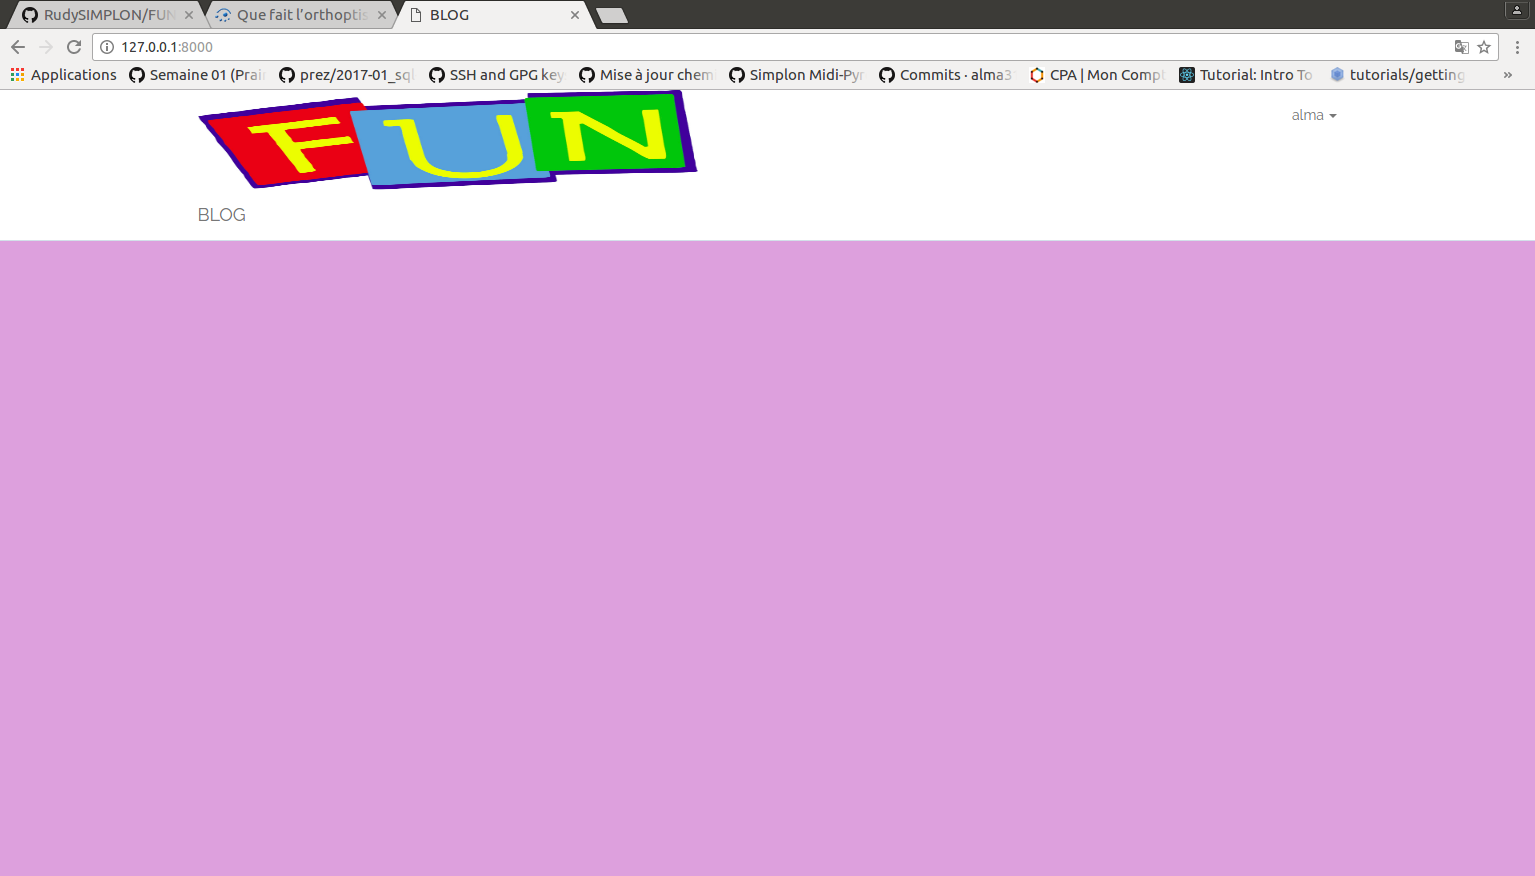 RudySIMPLON/FUN
Que fait l’orthoptis
BLOG
127.0.0.1:8000
Applications
Semaine 01 (Prai
prez/2017-01_sql
SSH and GPG key
Mise à jour chem
Simplon Midi-Pyr
Commits · alma3
CPA | Mon Compt
Tutorial: Intro To
tutorials/getting
»
FUN
alma
BLOG